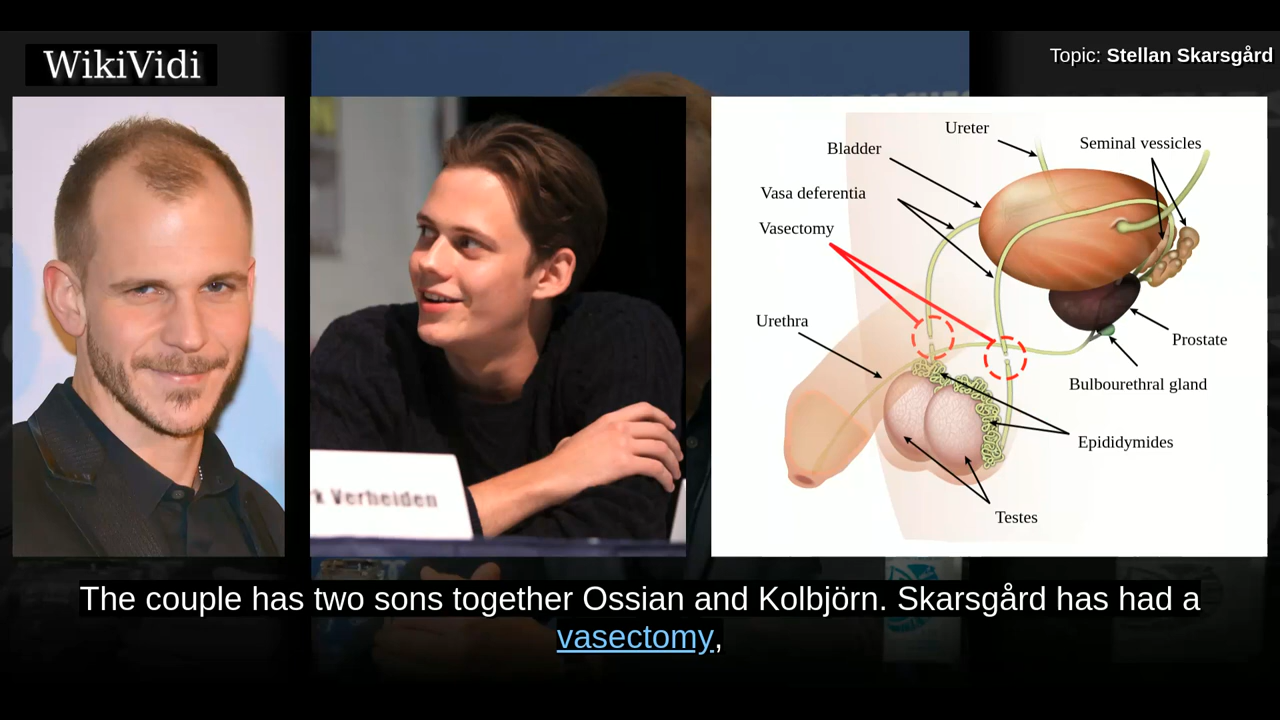 WikiVidi
Topic: Stellan Skarsgård
Ureter
Seminal vessicles
Bladder
Vasa deferentia
Vasectomy
Urethra
Prostate
Bulbourethral gland
Epididymides
Testes
Verheiden
The couple has two sons together Ossian and Kolbjörn. Skarsgård has had a
vasectomy,